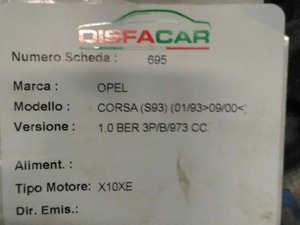 DISFACAR
Numero Scheda : 695
Marca : OPEL
Modello : CORSA (S93) (01/93>09/00<
Versione : 1.0 BER 3P/B/973 CC
Aliment. :
Tipo Motore: X10XE
Dir. Emis.: